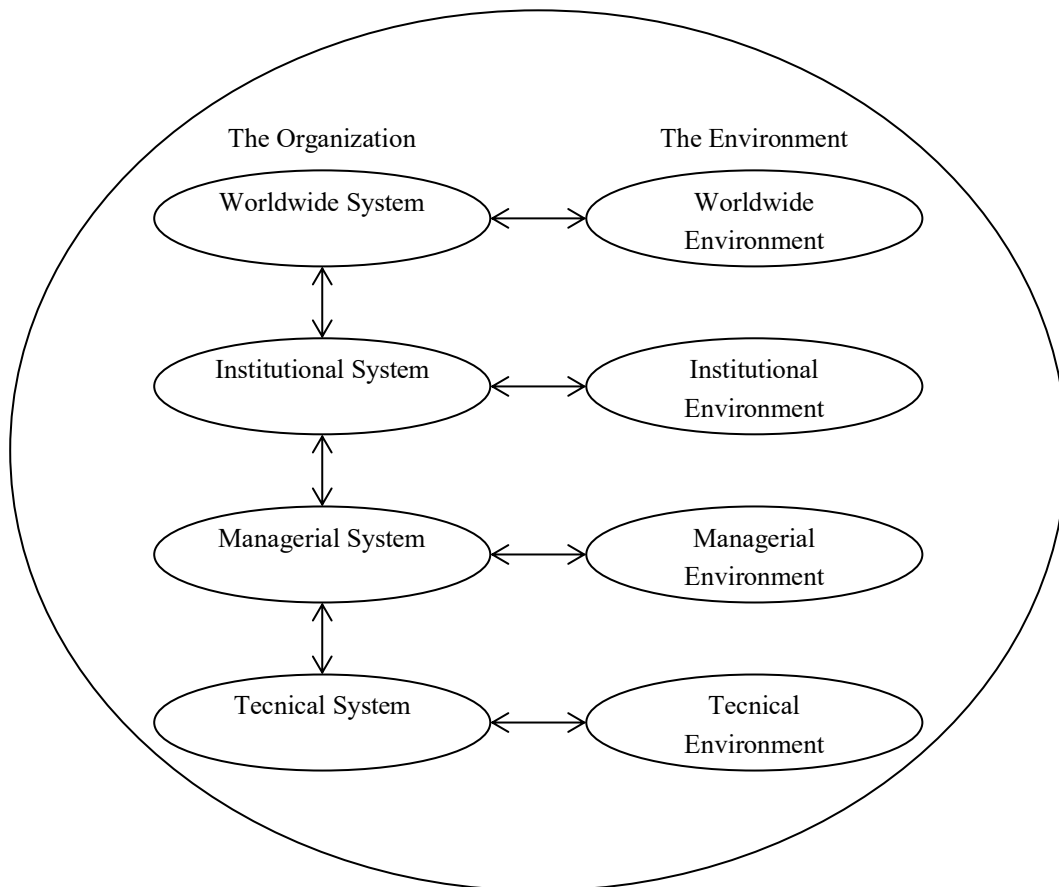 The Organization
The Environment
Worldwide System
Worldwide
Environment
Institutional System
Institutional
Environment
Managerial System
Managerial
Environment
Tecnical System
Tecnical
Environment